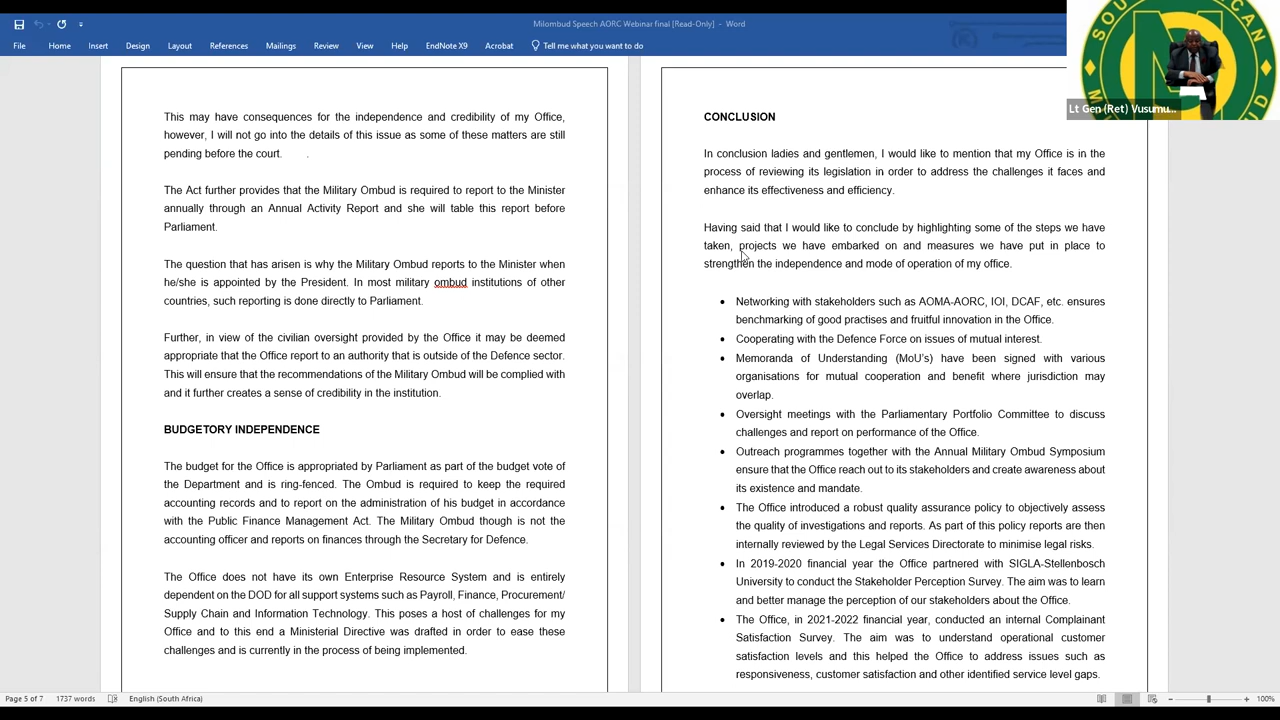 Milombud Speech AORC Webinar final [Read-Only] - Word
File Home Insert Design Layout References Mailings Review View Help EndNote X9 Acrobat Tell me what you want to do
Lt Gen (Ret) Vusumu...
This may have consequences for the independence and credibility of my Office,
however, I will not go into the details of this issue as some of these matters are still
pending before the court. .
The Act further provides that the Military Ombud is required to report to the Minister
annually through an Annual Activity Report and she will table this report before
Parliament.
The question that has arisen is why the Military Ombud reports to the Minister when
he/she is appointed by the President. In most military ombud institutions of other
countries, such reporting is done directly to Parliament.
Further, in view of the civilian oversight provided by the Office it may be deemed
appropriate that the Office report to an authority that is outside of the Defence sector.
This will ensure that the recommendations of the Military Ombud will be complied with
and it further creates a sense of credibility in the institution.
BUDGETORY INDEPENDENCE
The budget for the Office is appropriated by Parliament as part of the budget vote of
the Department and is ring-fenced. The Ombud is required to keep the required
accounting records and to report on the administration of his budget in accordance
with the Public Finance Management Act. The Military Ombud though is not the
accounting officer and reports on finances through the Secretary for Defence.
The Office does not have its own Enterprise Resource System and is entirely
dependent on the DOD for all support systems such as Payroll, Finance, Procurement/
Supply Chain and Information Technology. This poses a host of challenges for my
Office and to this end a Ministerial Directive was drafted in order to ease these
challenges and is currently in the process of being implemented.
CONCLUSION
In conclusion ladies and gentlemen, I would like to mention that my Office is in the
process of reviewing its legislation in order to address the challenges it faces and
enhance its effectiveness and efficiency.
Having said that I would like to conclude by highlighting some of the steps we have
taken, projects we have embarked on and measures we have put in place to
strengthen the independence and mode of operation of my office.
• Networking with stakeholders such as AOMA-AORC, IOI, DCAF, etc. ensures
benchmarking of good practises and fruitful innovation in the Office.
• Cooperating with the Defence Force on issues of mutual interest.
• Memoranda of Understanding (MoU's) have been signed with various
organisations for mutual cooperation and benefit where jurisdiction may
overlap.
• Oversight meetings with the Parliamentary Portfolio Committee to discuss
challenges and report on performance of the Office.
• Outreach programmes together with the Annual Military Ombud Symposium
ensure that the Office reach out to its stakeholders and create awareness about
its existence and mandate.
• The Office introduced a robust quality assurance policy to objectively assess
the quality of investigations and reports. As part of this policy reports are then
internally reviewed by the Legal Services Directorate to minimise legal risks.
• In 2019-2020 financial year the Office partnered with SIGLA-Stellenbosch
University to conduct the Stakeholder Perception Survey. The aim was to learn
and better manage the perception of our stakeholders about the Office.
• The Office, in 2021-2022 financial year, conducted an internal Complainant
Satisfaction Survey. The aim was to understand operational customer
satisfaction levels and this helped the Office to address issues such as
responsiveness, customer satisfaction and other identified service level gaps.
Page 5 of 7 1737 words English (South Africa) 100%